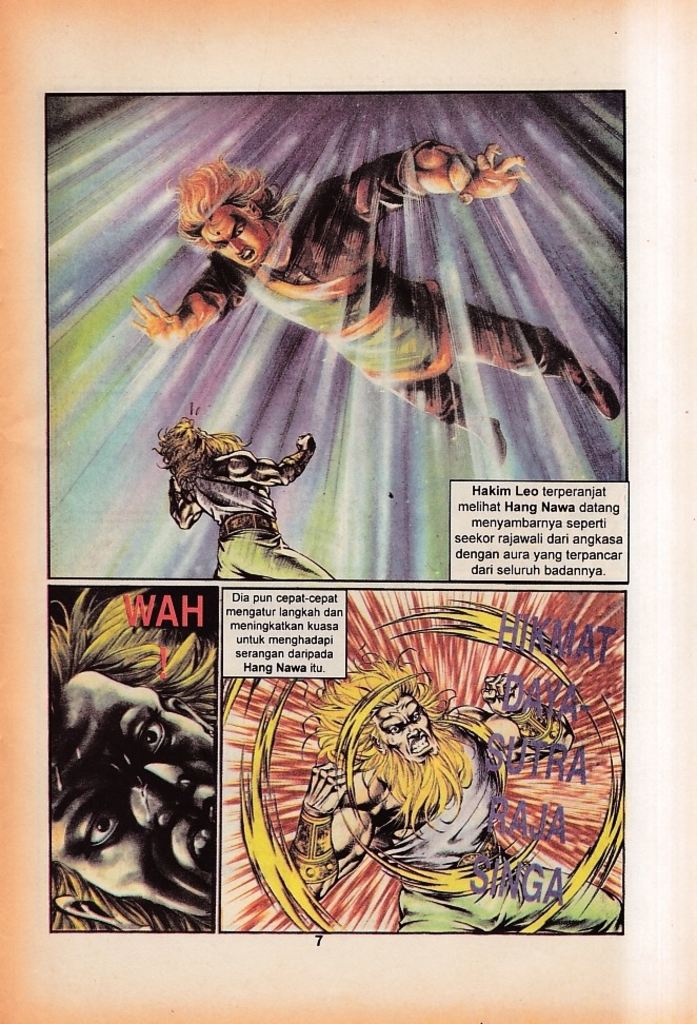 Hakim Leo terperanjat
melihat Hang Nawa datang
menyambarnya seperti
seekor rajawali dari angkasa
dengan aura yang terpancar
dari seluruh badannya.
WAH
!
Dia pun cepat-cepat
mengatur langkah dan
meningkatkan kuasa
untuk menghadapi
serangan daripada
Hang Nawa itu.
HIKMAT
DAYA-
SUTRA
RAJA
SINGA
7